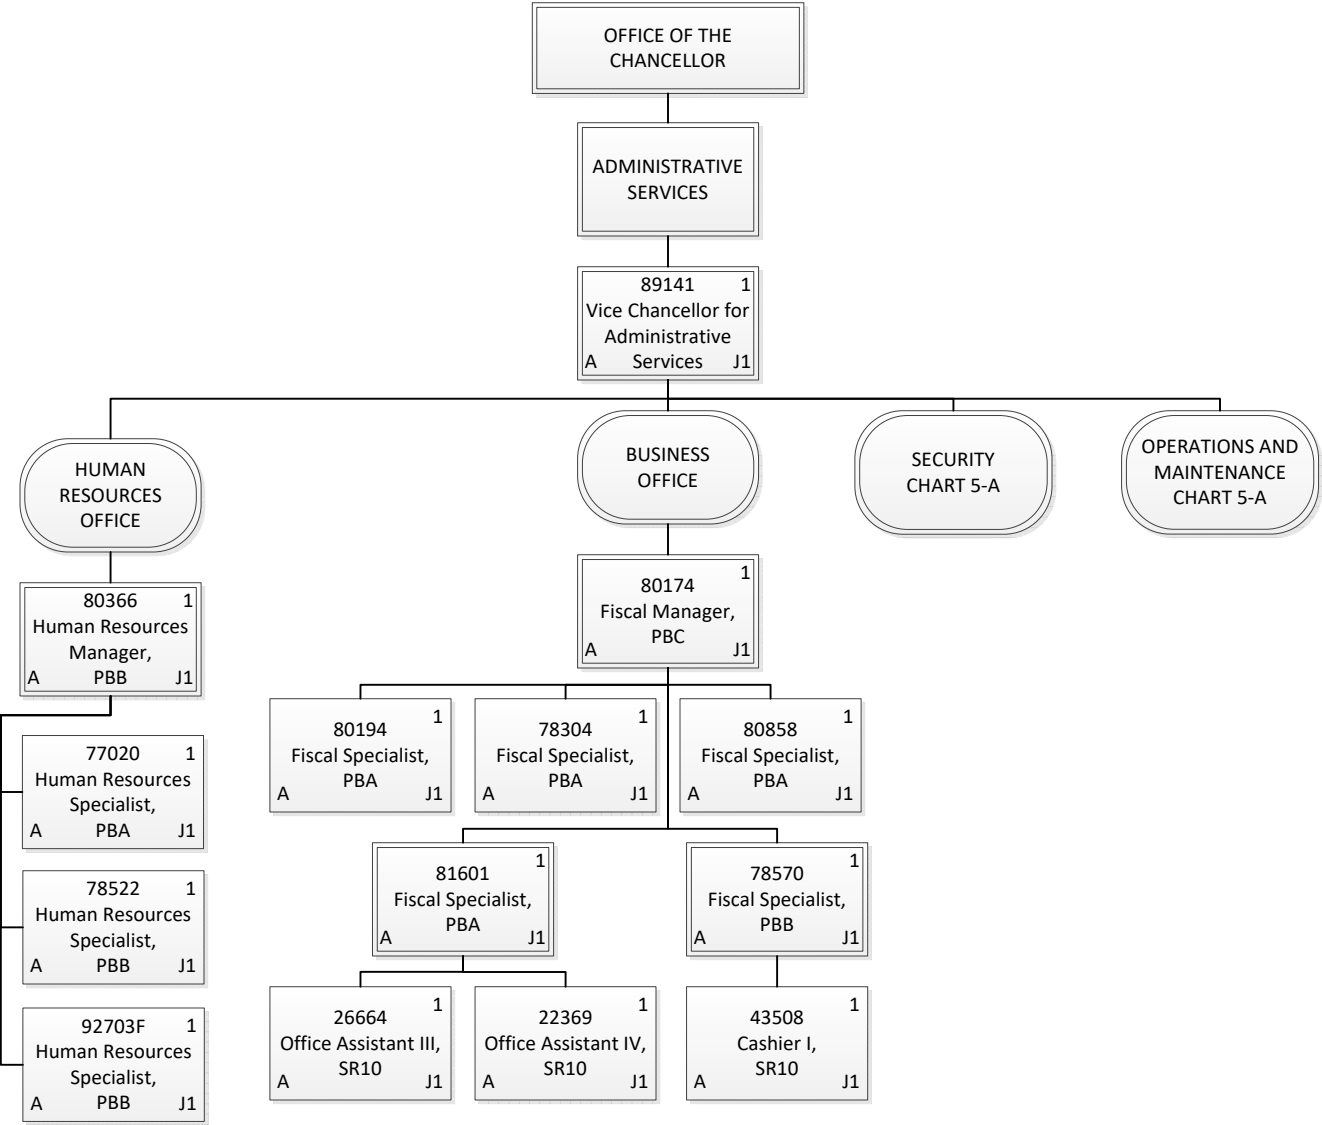 OFFICE OF THE
CHANCELLOR
ADMINISTRATIVE
SERVICES
89141 1
Vice Chancellor for
Administrative
A Services J1
HUMAN
RESOURCES
OFFICE
BUSINESS
OFFICE
SECURITY
CHART 5-A
OPERATIONS AND
MAINTENANCE
CHART 5-A
80366 1
Human Resources
Manager,
A PBB J1
77020 1
Human Resources
Specialist,
A PBA J1
78522 1
Human Resources
Specialist,
A PBB J1
92703F 1
Human Resources
Specialist,
A PBB J1
1
80174
Fiscal Manager,
PBC
A J1
1
80194
Fiscal Specialist,
PBA
A J1
1
78304
Fiscal Specialist,
PBA
A J1
1
80858
Fiscal Specialist,
PBA
A J1
1
81601
Fiscal Specialist,
PBA
A J1
1
78570
Fiscal Specialist,
PBB
A J1
1
26664
Office Assistant III,
SR10
A J1
1
22369
Office Assistant IV,
SR10
A J1
1
43508
Cashier I,
SR10
A J1